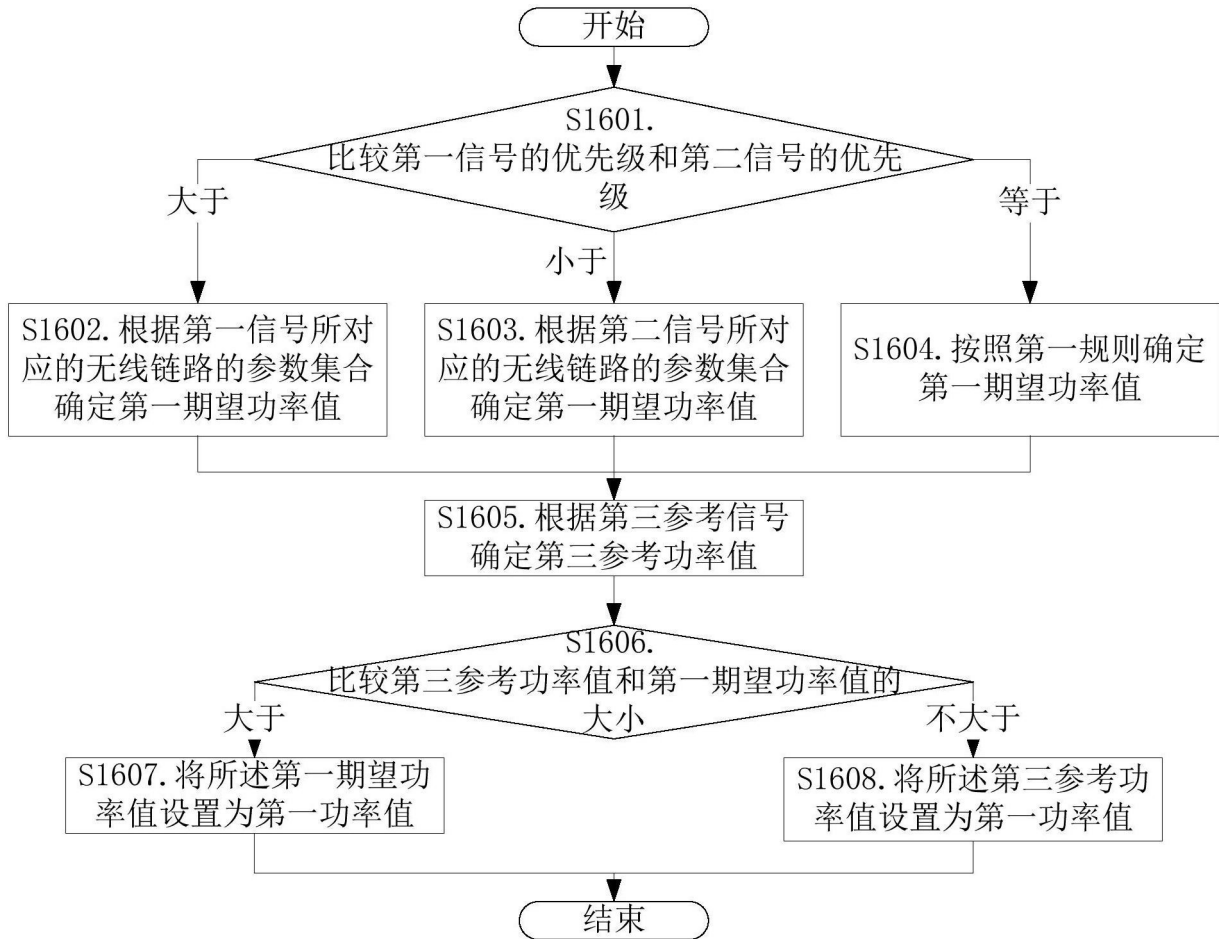 开始
S1601.
比较第一信号的优先级和第二信号的优先
级
大于
小于
等于
S1602.根据第一信号所对
应的无线链路的参数集合
确定第一期望功率值
S1603.根据第二信号所对
应的无线链路的参数集合
确定第一期望功率值
S1604.按照第一规则确定
第一期望功率值
S1605.根据第三参考信号
确定第三参考功率值
S1606.
比较第三参考功率值和第一期望功率值的
大小
大于
不大于
S1607.将所述第一期望功
率值设置为第一功率值
S1608.将所述第三参考功
率值设置为第一功率值
结束